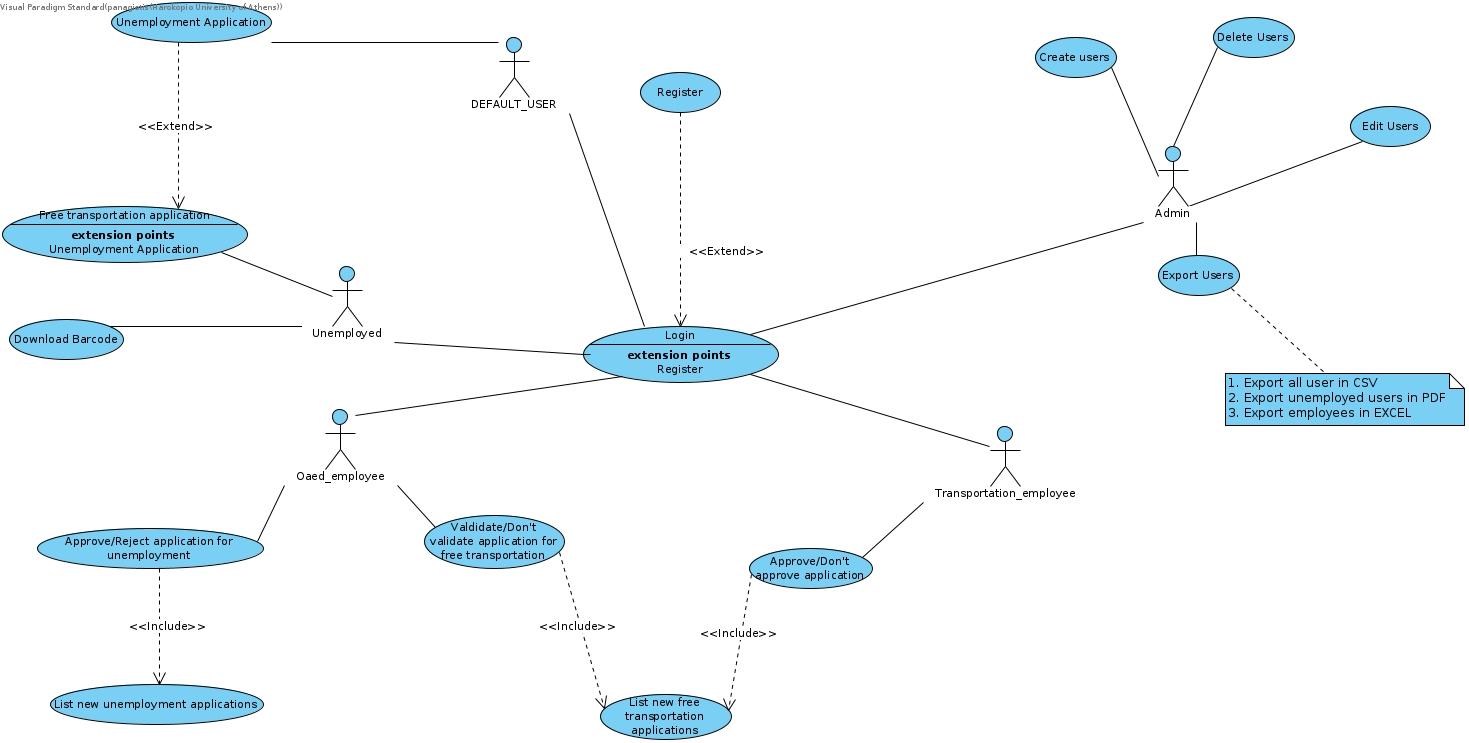 Visual Paradigm Standard(panagiotis(Harokopio University of Athens))
Unemployment Application
Delete Users
Create users
Register
DEFAULT_USER
<<Extend>>
Edit Users
Admin
Free transportation application
extension points
Unemployment Application
<<Extend>>
Export Users
Unemployed
Download Barcode
Login
extension points
Register
1. Export all user in CSV
2. Export unemployed users in PDF
3. Export employees in EXCEL
Oaed_employee
Transportation_employee
Approve/Reject application for
unemployment
Valdidate/Don't
validate application for
free transportation
Approve/Don't
approve application
<<Include>>
<<Include>>
<<Include>>
List new unemployment applications
List new free
transportation
applications